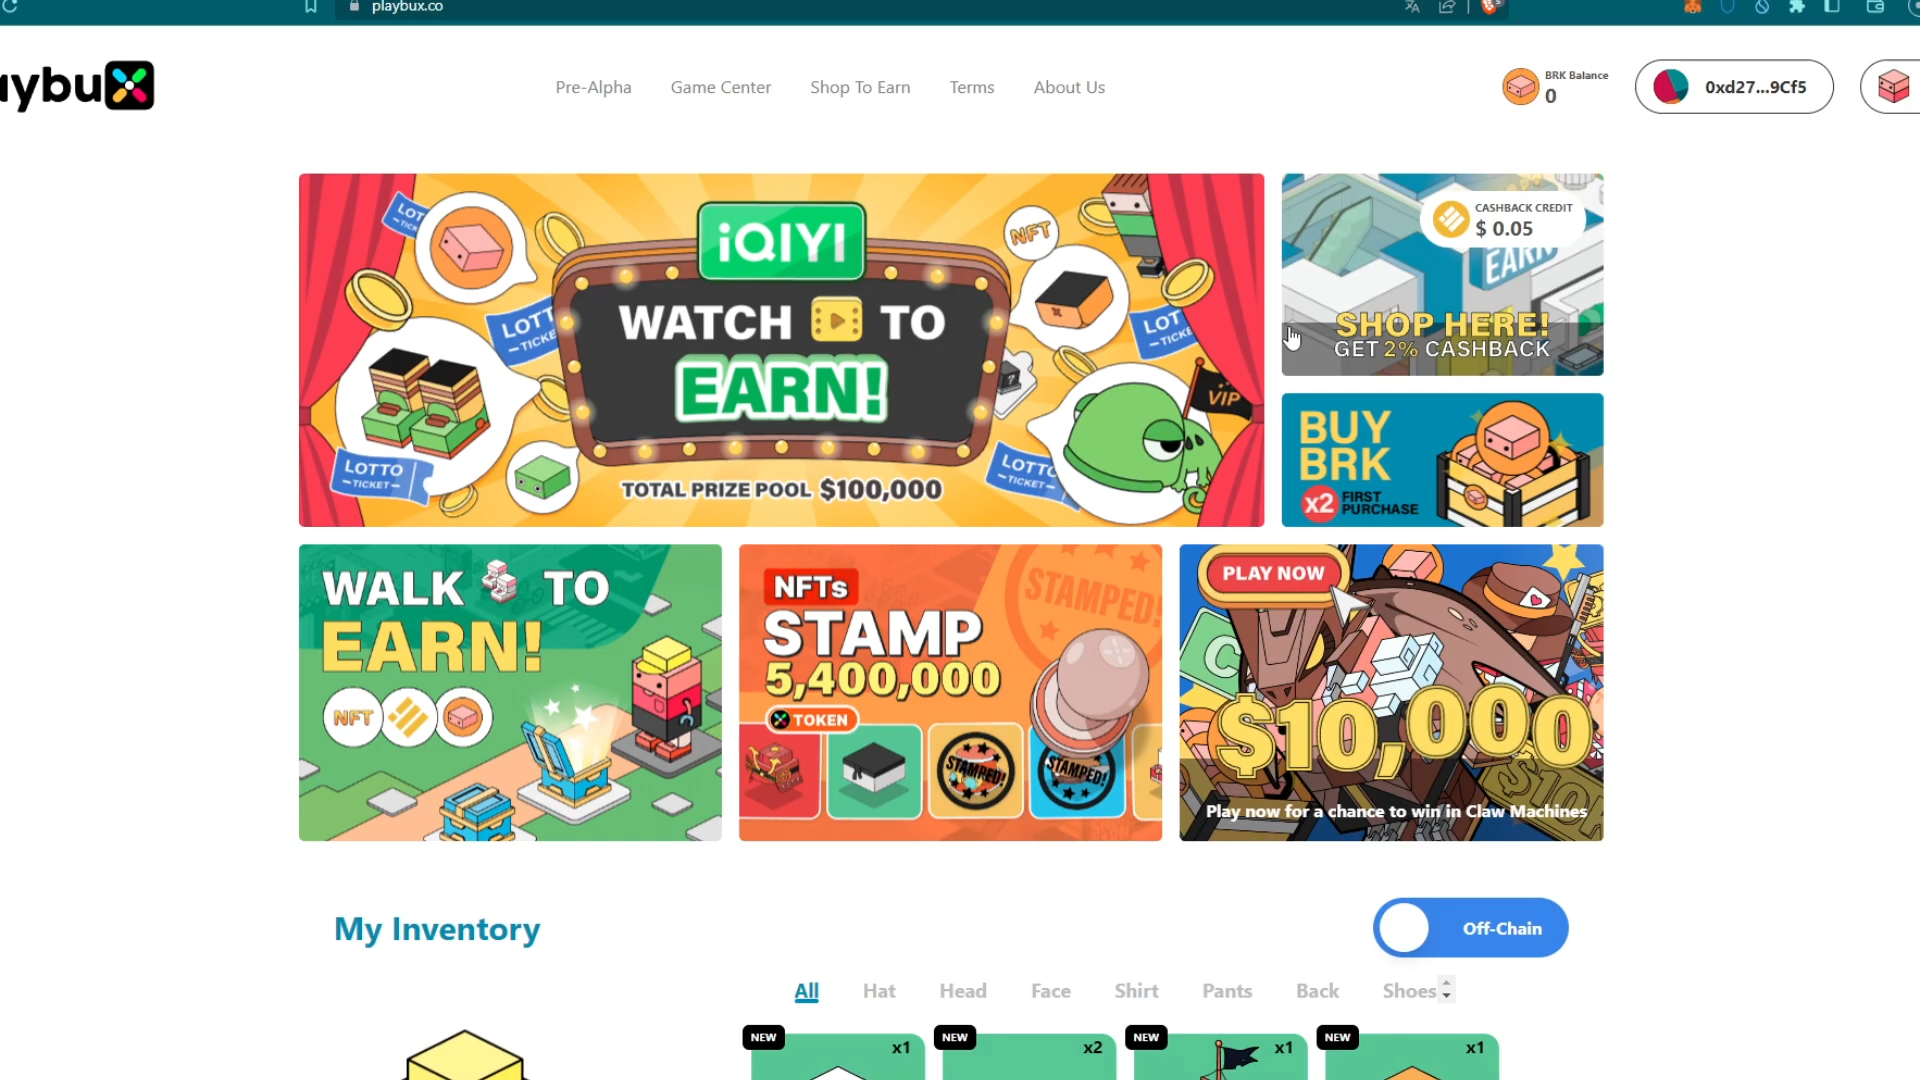 playbux.co
aybux
Pre-Alpha
Game Center
Shop To Earn
Terms
About Us
BRK Balance
0
0xd27...9Cf5
iQIYI
WATCH TO
EARN!
TOTAL PRIZE POOL $100,000
NFT
VIP
LOTTO
TICKET
CASHBACK CREDIT
$ 0.05
EARN
SHOP HERE!
GET 2% CASHBACK
BUY
BRK
x2 FIRST
PURCHASE
WALK TO
EARN!
NFT
NFTs
STAMP
5,400,000
TOKEN
STAMPED!
STAMPED!
STAMPED!
PLAY NOW
$10,000
Play now for a chance to win in Claw Machines
My Inventory
Off-Chain
All
Hat
Head
Face
Shirt
Pants
Back
Shoes
NEW
x1
NEW
x2
NEW
x1
NEW
x1